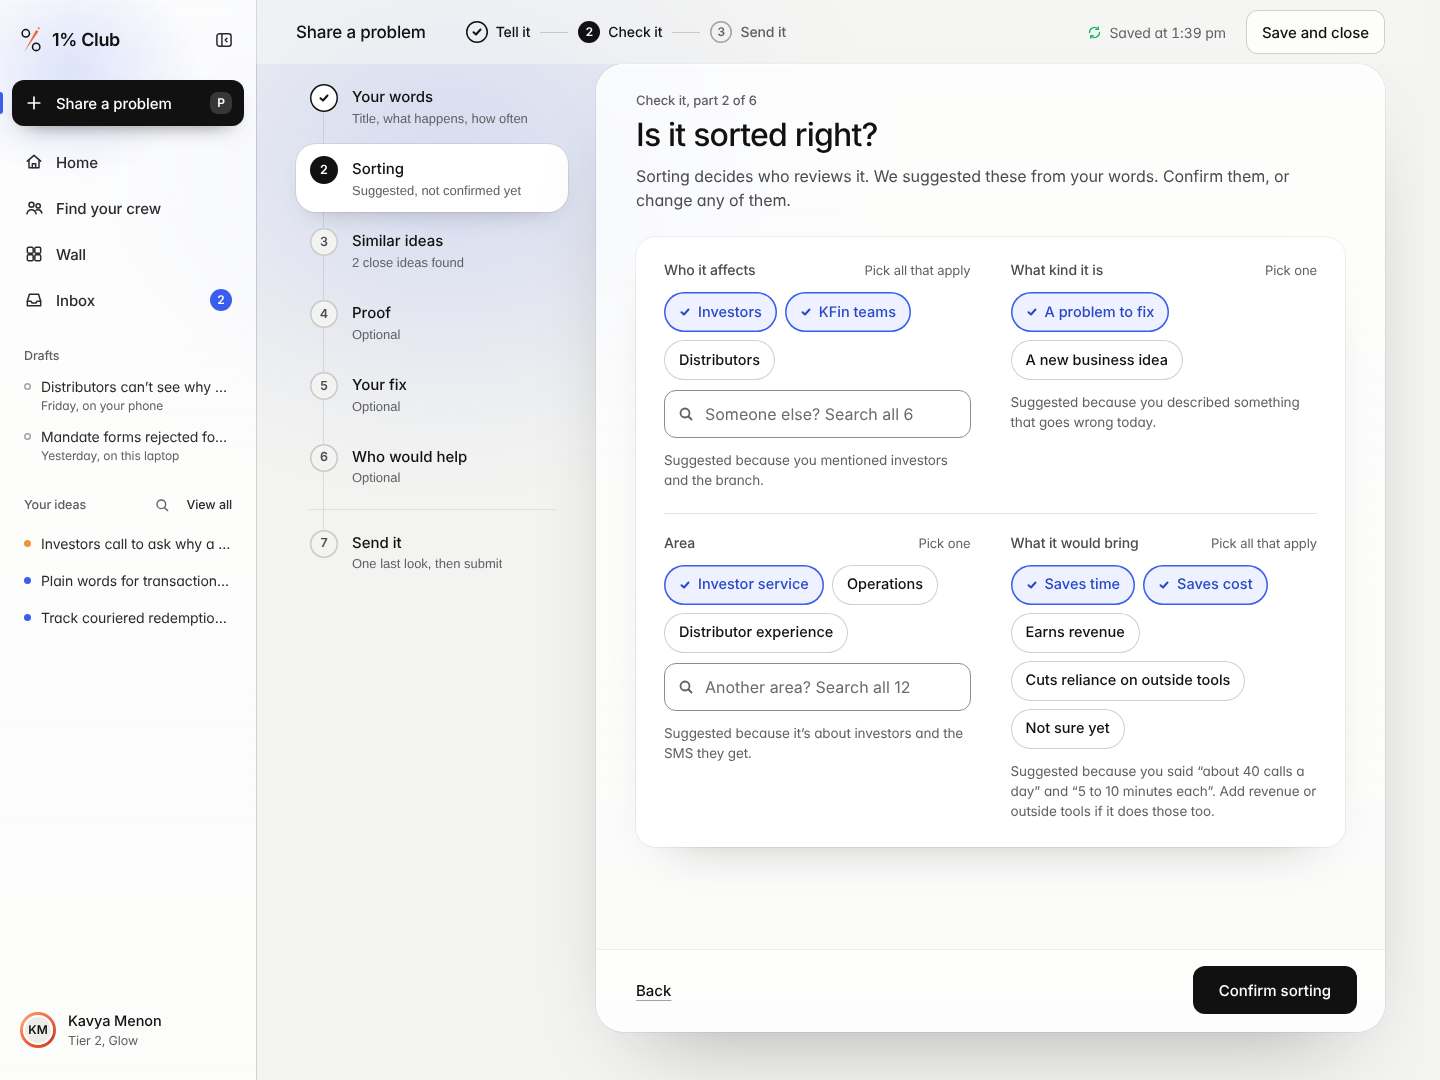 1% Club
Share a problem P
Home
Find your crew
Wall
Inbox 2
Drafts
Distributors can’t see why ...
Friday, on your phone
Mandate forms rejected fo...
Yesterday, on this laptop
Your ideas View all
Investors call to ask why a ...
Plain words for transaction...
Track couriered redemptio...
KM
Kavya Menon
Tier 2, Glow
Share a problem
Tell it
2 Check it
3 Send it
Saved at 1:39 pm
Save and close
Your words
Title, what happens, how often
2 Sorting
Suggested, not confirmed yet
3 Similar ideas
2 close ideas found
4 Proof
Optional
5 Your fix
Optional
6 Who would help
Optional
7 Send it
One last look, then submit
Check it, part 2 of 6
Is it sorted right?
Sorting decides who reviews it. We suggested these from your words. Confirm them, or
change any of them.
Who it affects Pick all that apply
Investors KFin teams
Distributors
Someone else? Search all 6
Suggested because you mentioned investors
and the branch.
What kind it is Pick one
A problem to fix
A new business idea
Suggested because you described something
that goes wrong today.
Area Pick one
Investor service Operations
Distributor experience
Another area? Search all 12
Suggested because it’s about investors and the
SMS they get.
What it would bring Pick all that apply
Saves time Saves cost
Earns revenue
Cuts reliance on outside tools
Not sure yet
Suggested because you said “about 40 calls a
day” and “5 to 10 minutes each”. Add revenue or
outside tools if it does those too.
Back
Confirm sorting